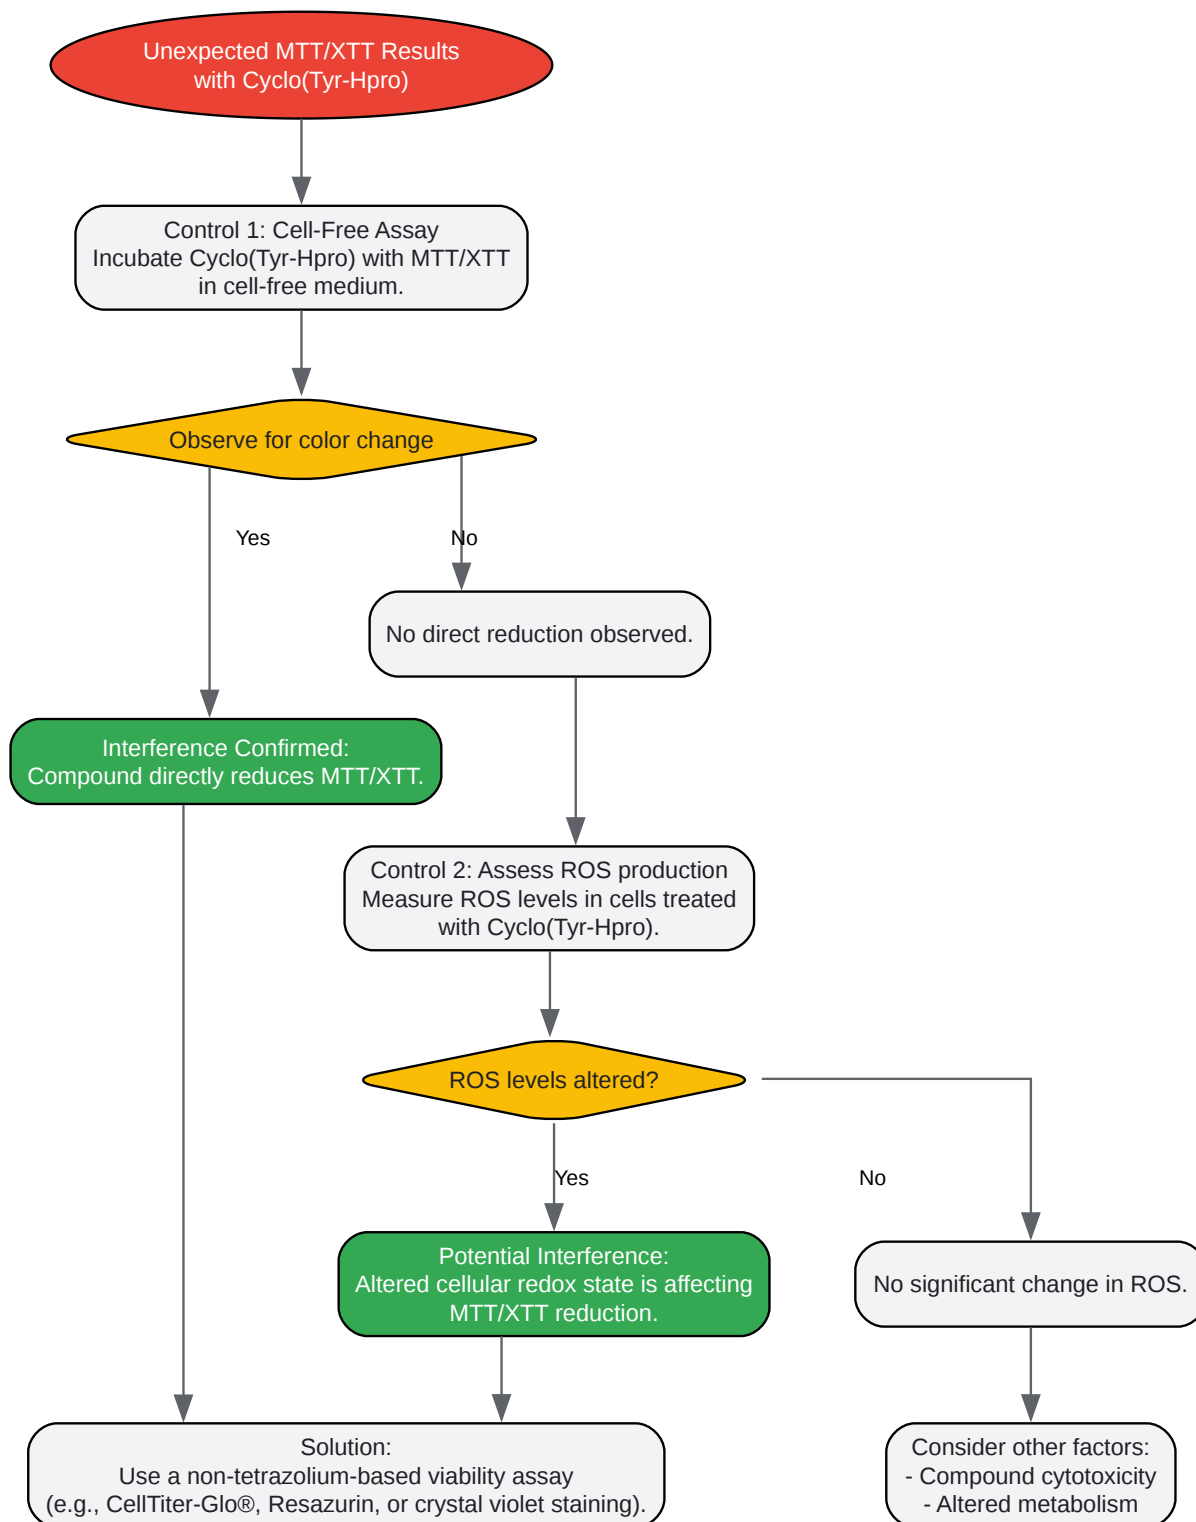 Unexpected MTT/XTT Results
with Cyclo(Tyr-Hpro)
Control 1: Cell-Free Assay
Incubate Cyclo(Tyr-Hpro) with MTT/XTT
in cell-free medium.
Observe for color change
Yes
No
No direct reduction observed.
Interference Confirmed:
Compound directly reduces MTT/XTT.
Control 2: Assess ROS production
Measure ROS levels in cells treated
with Cyclo(Tyr-Hpro).
ROS levels altered?
Yes
No
Potential Interference:
Altered cellular redox state is affecting
MTT/XTT reduction.
No significant change in ROS.
Solution:
Use a non-tetrazolium-based viability assay
(e.g., CellTiter-Glo®, Resazurin, or crystal violet staining).
Consider other factors:
- Compound cytotoxicity
- Altered metabolism